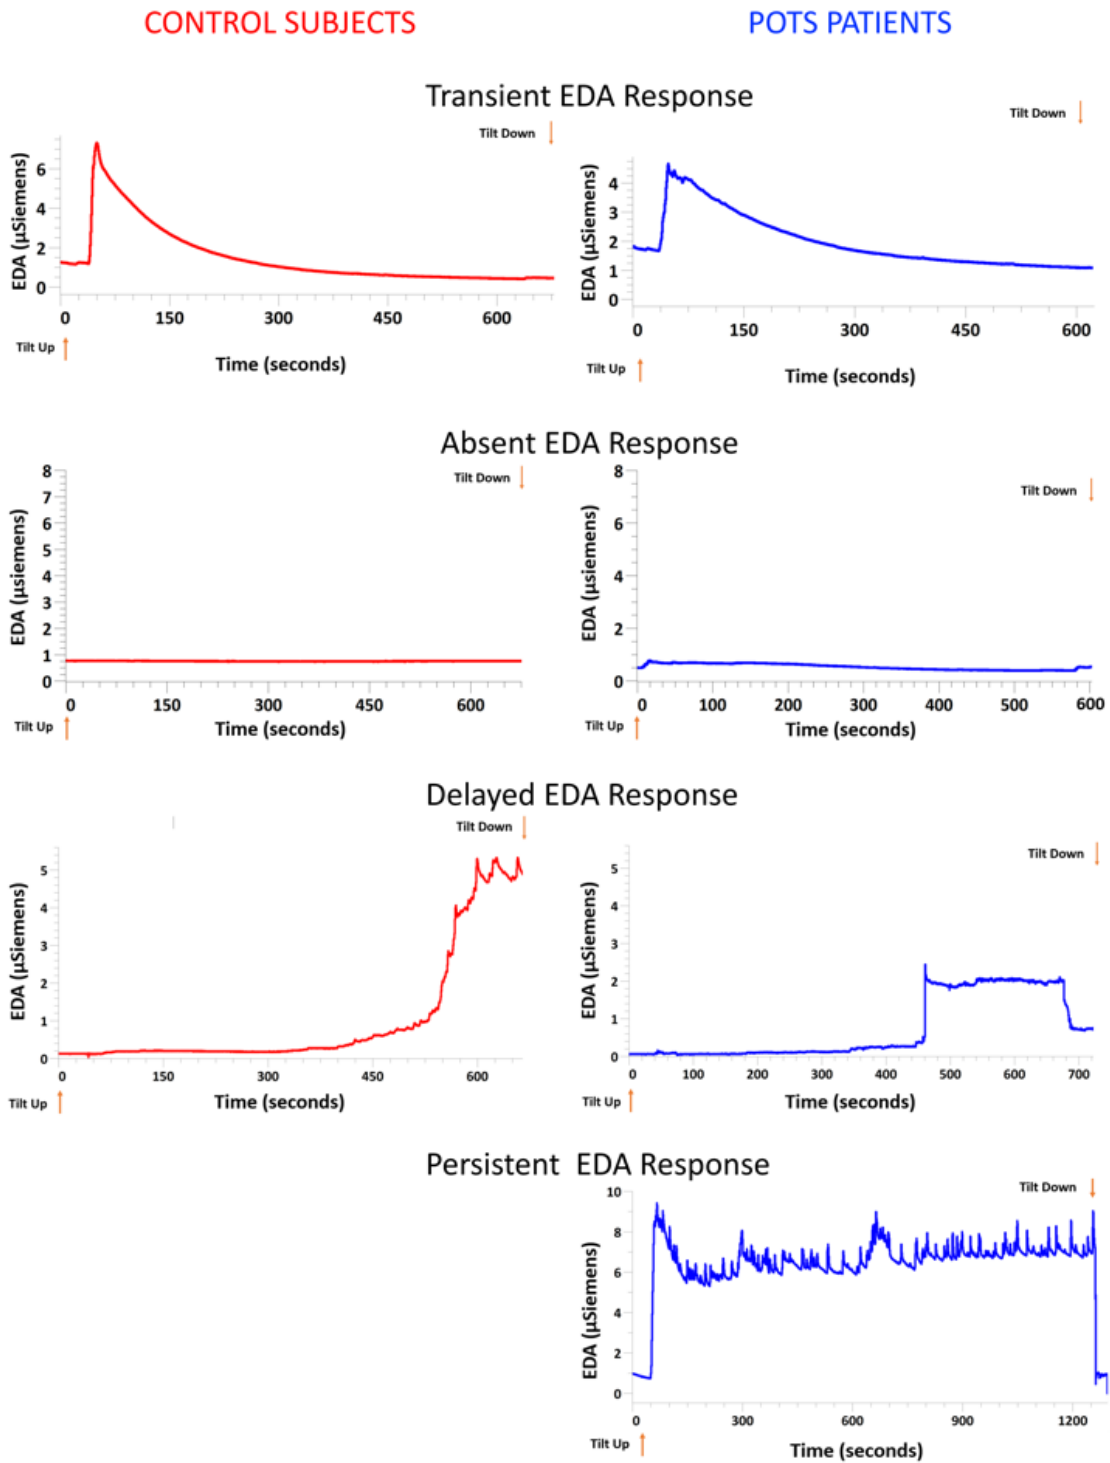 CONTROL SUBJECTS
POTS PATIENTS
Transient EDA Response
Tilt Down
EDA (µSiemens)
6
4
2
0
0 150 300 450 600
Tilt Up
Time (seconds)
Tilt Down
EDA (µSiemens)
4
3
2
1
0
0 150 300 450 600
Tilt Up
Time (seconds)
Absent EDA Response
Tilt Down
EDA (µsiemens)
8
7
6
5
4
3
2
1
0
0 150 300 450 600
Tilt Up
Time (seconds)
Tilt Down
EDA (µsiemens)
8
6
4
2
0
0 100 200 300 400 500 600
Tilt Up
Time (seconds)
Delayed EDA Response
Tilt Down
EDA (µSiemens)
5
4
3
2
1
0
0 150 300 450 600
Tilt Up
Time (seconds)
Tilt Down
EDA (µSiemens)
5
4
3
2
1
0
0 100 200 300 400 500 600 700
Tilt Up
Time (seconds)
Persistent EDA Response
Tilt Down
EDA (µSiemens)
10
8
6
4
2
0
0 300 600 900 1200
Tilt Up
Time (seconds)